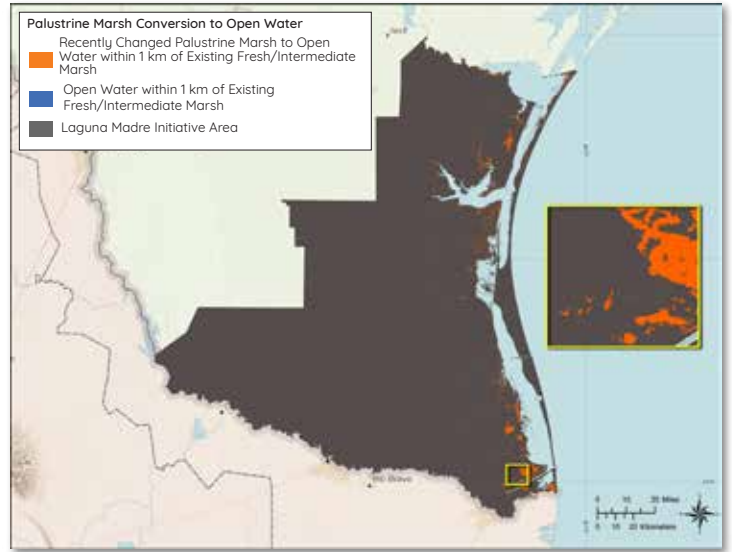 Palustrine Marsh Conversion to Open Water
Recently Changed Palustrine Marsh to Open
Water within 1 km of Existing Fresh/Intermediate
Marsh
Open Water within 1 km of Existing
Fresh/Intermediate Marsh
Laguna Madre Initiative Area
Rio Bravo
0 10 20 Miles
0 10 20 Kilometers